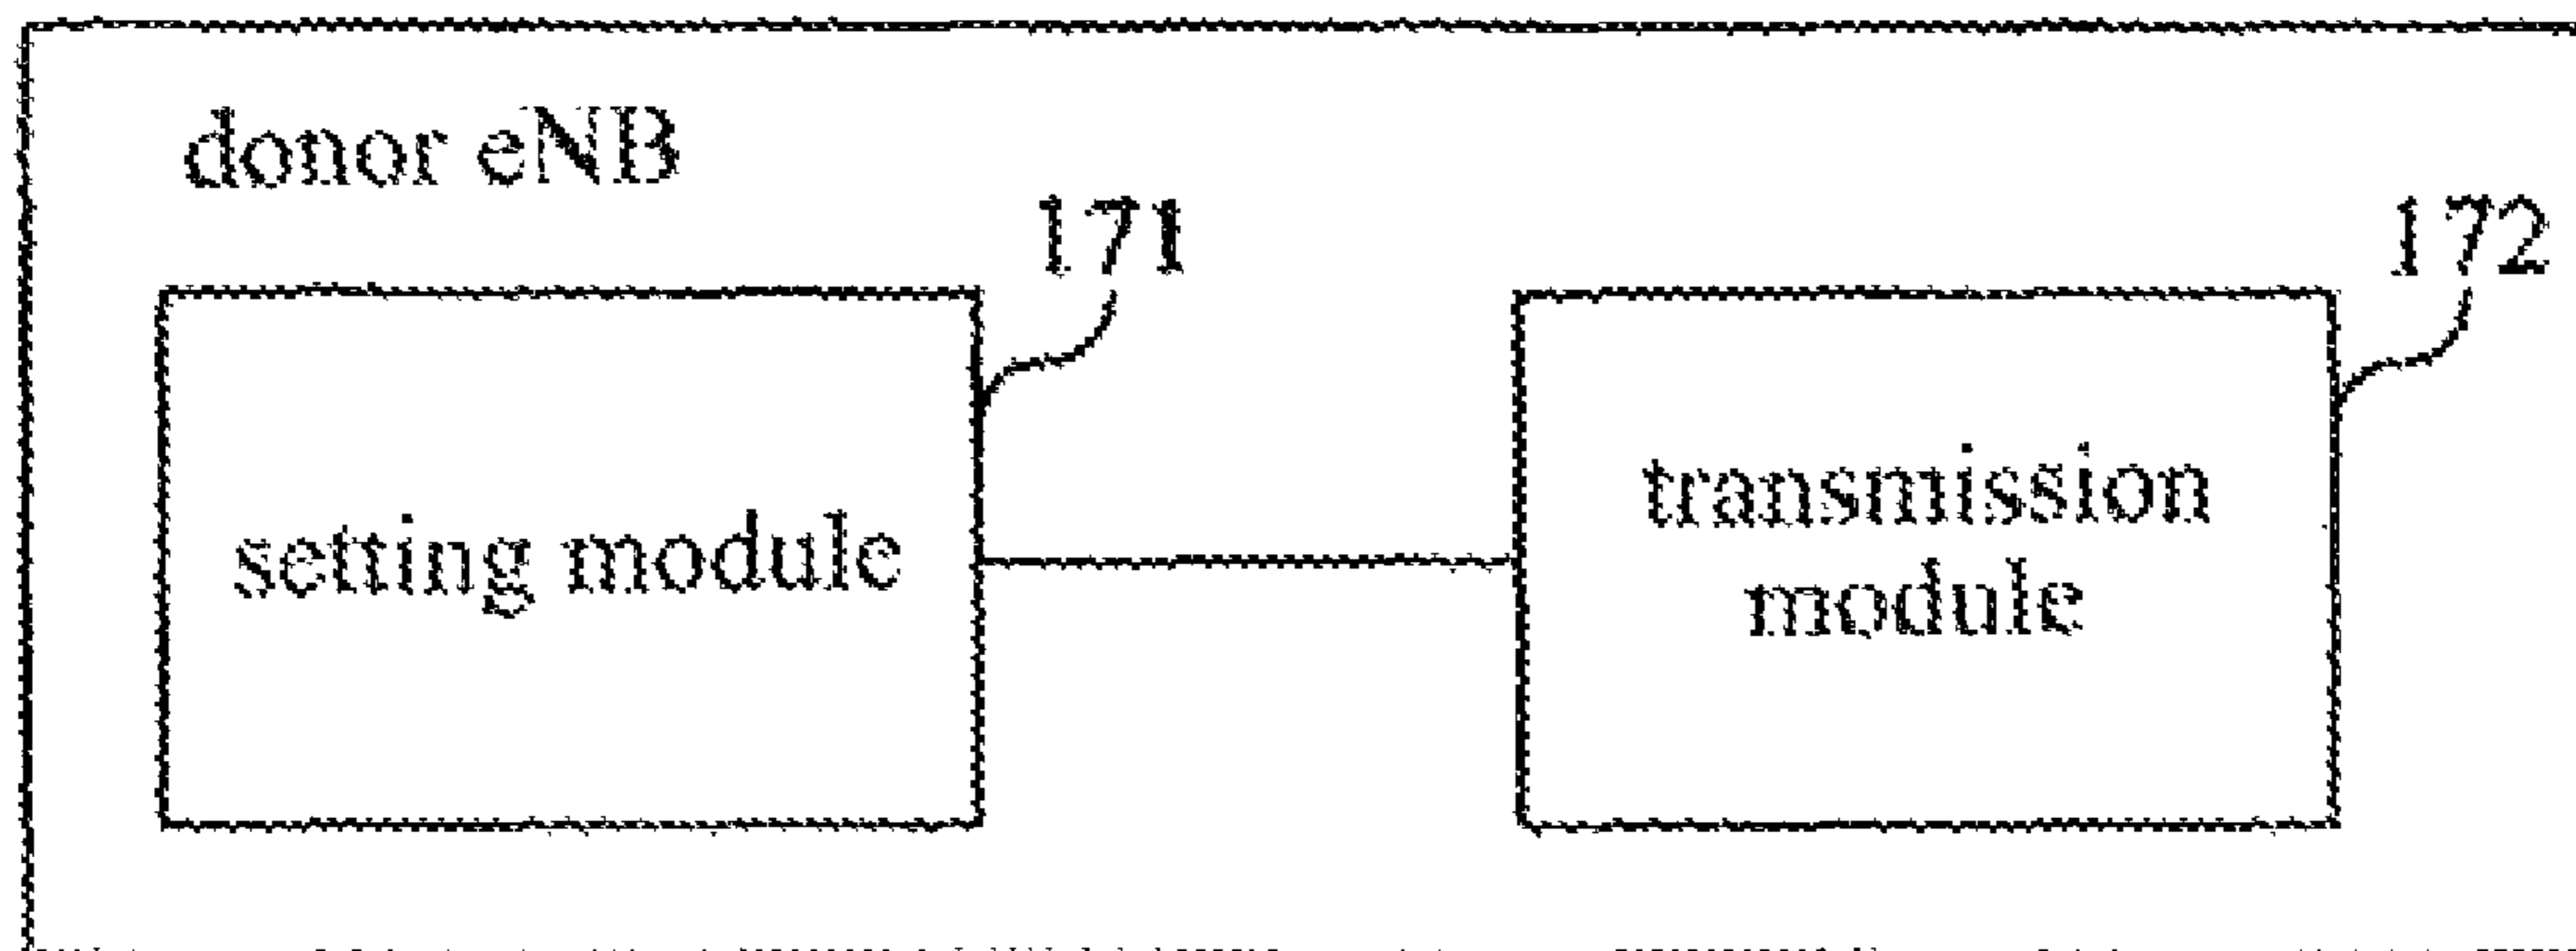 donor eNB
171
172
setting module
transmission
module